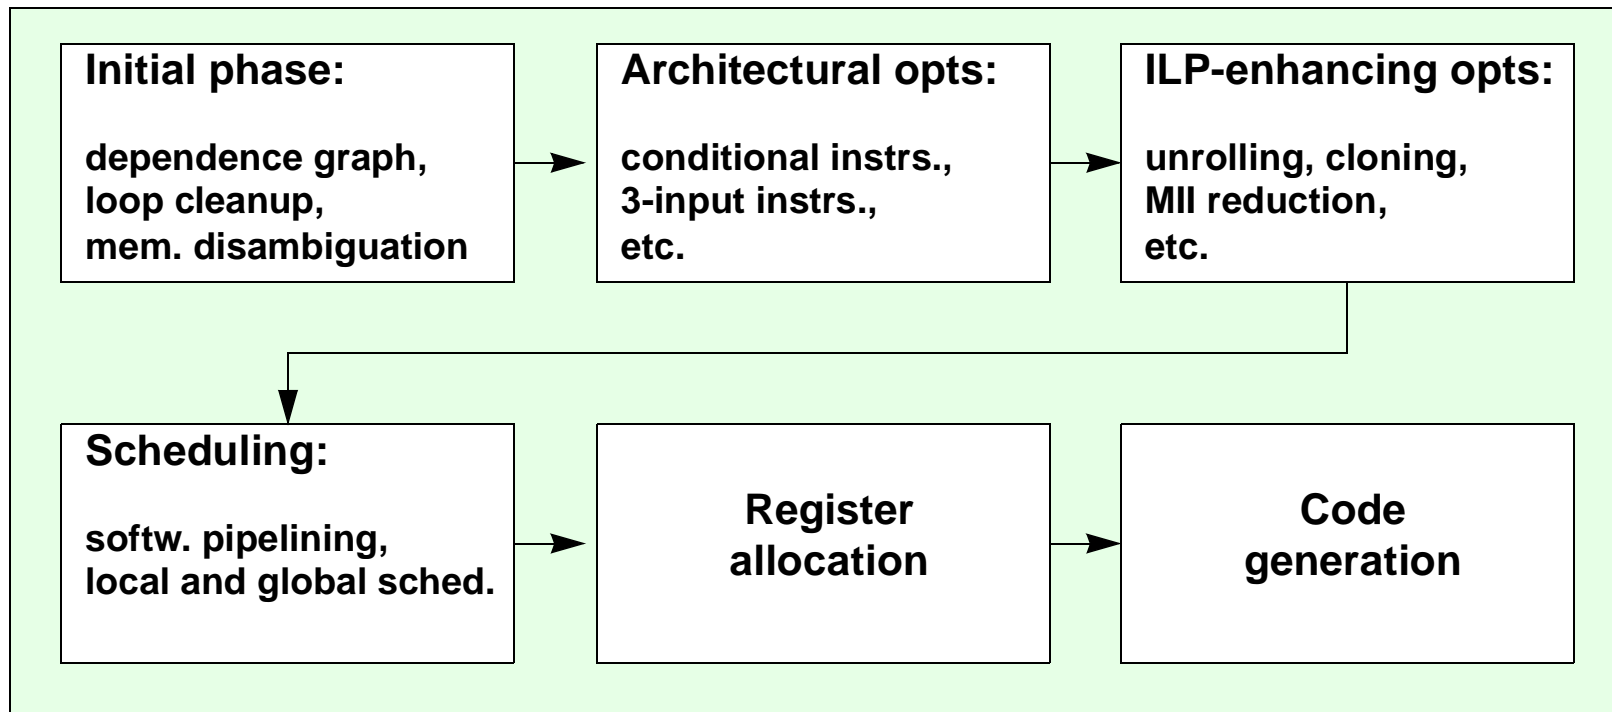 Initial phase:
dependence graph,
loop cleanup,
mem. disambiguation
Architectural opts:
conditional instrs.,
3-input instrs.,
etc.
ILP-enhancing opts:
unrolling, cloning,
MII reduction,
etc.
Scheduling:
softw. pipelining,
local and global sched.
Register
allocation
Code
generation